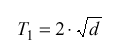 T₁ = 2 · √d